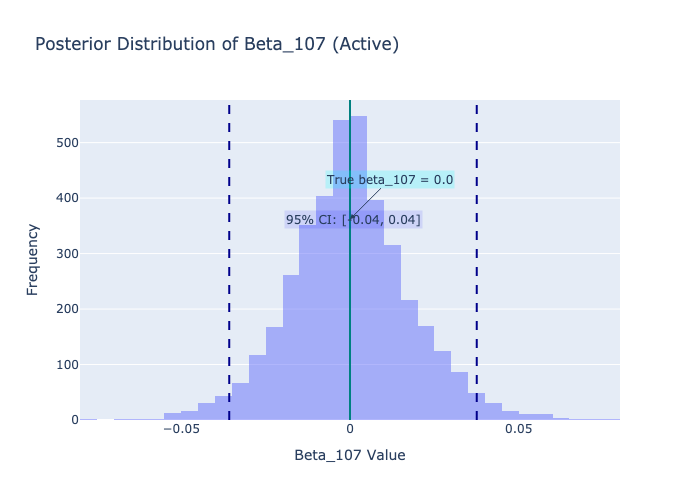 Posterior Distribution of Beta_107 (Active)
500
400
300
200
100
0
Frequency
True beta_107 = 0.0
95% CI: [-0.04, 0.04]
−0.05
0
0.05
Beta_107 Value